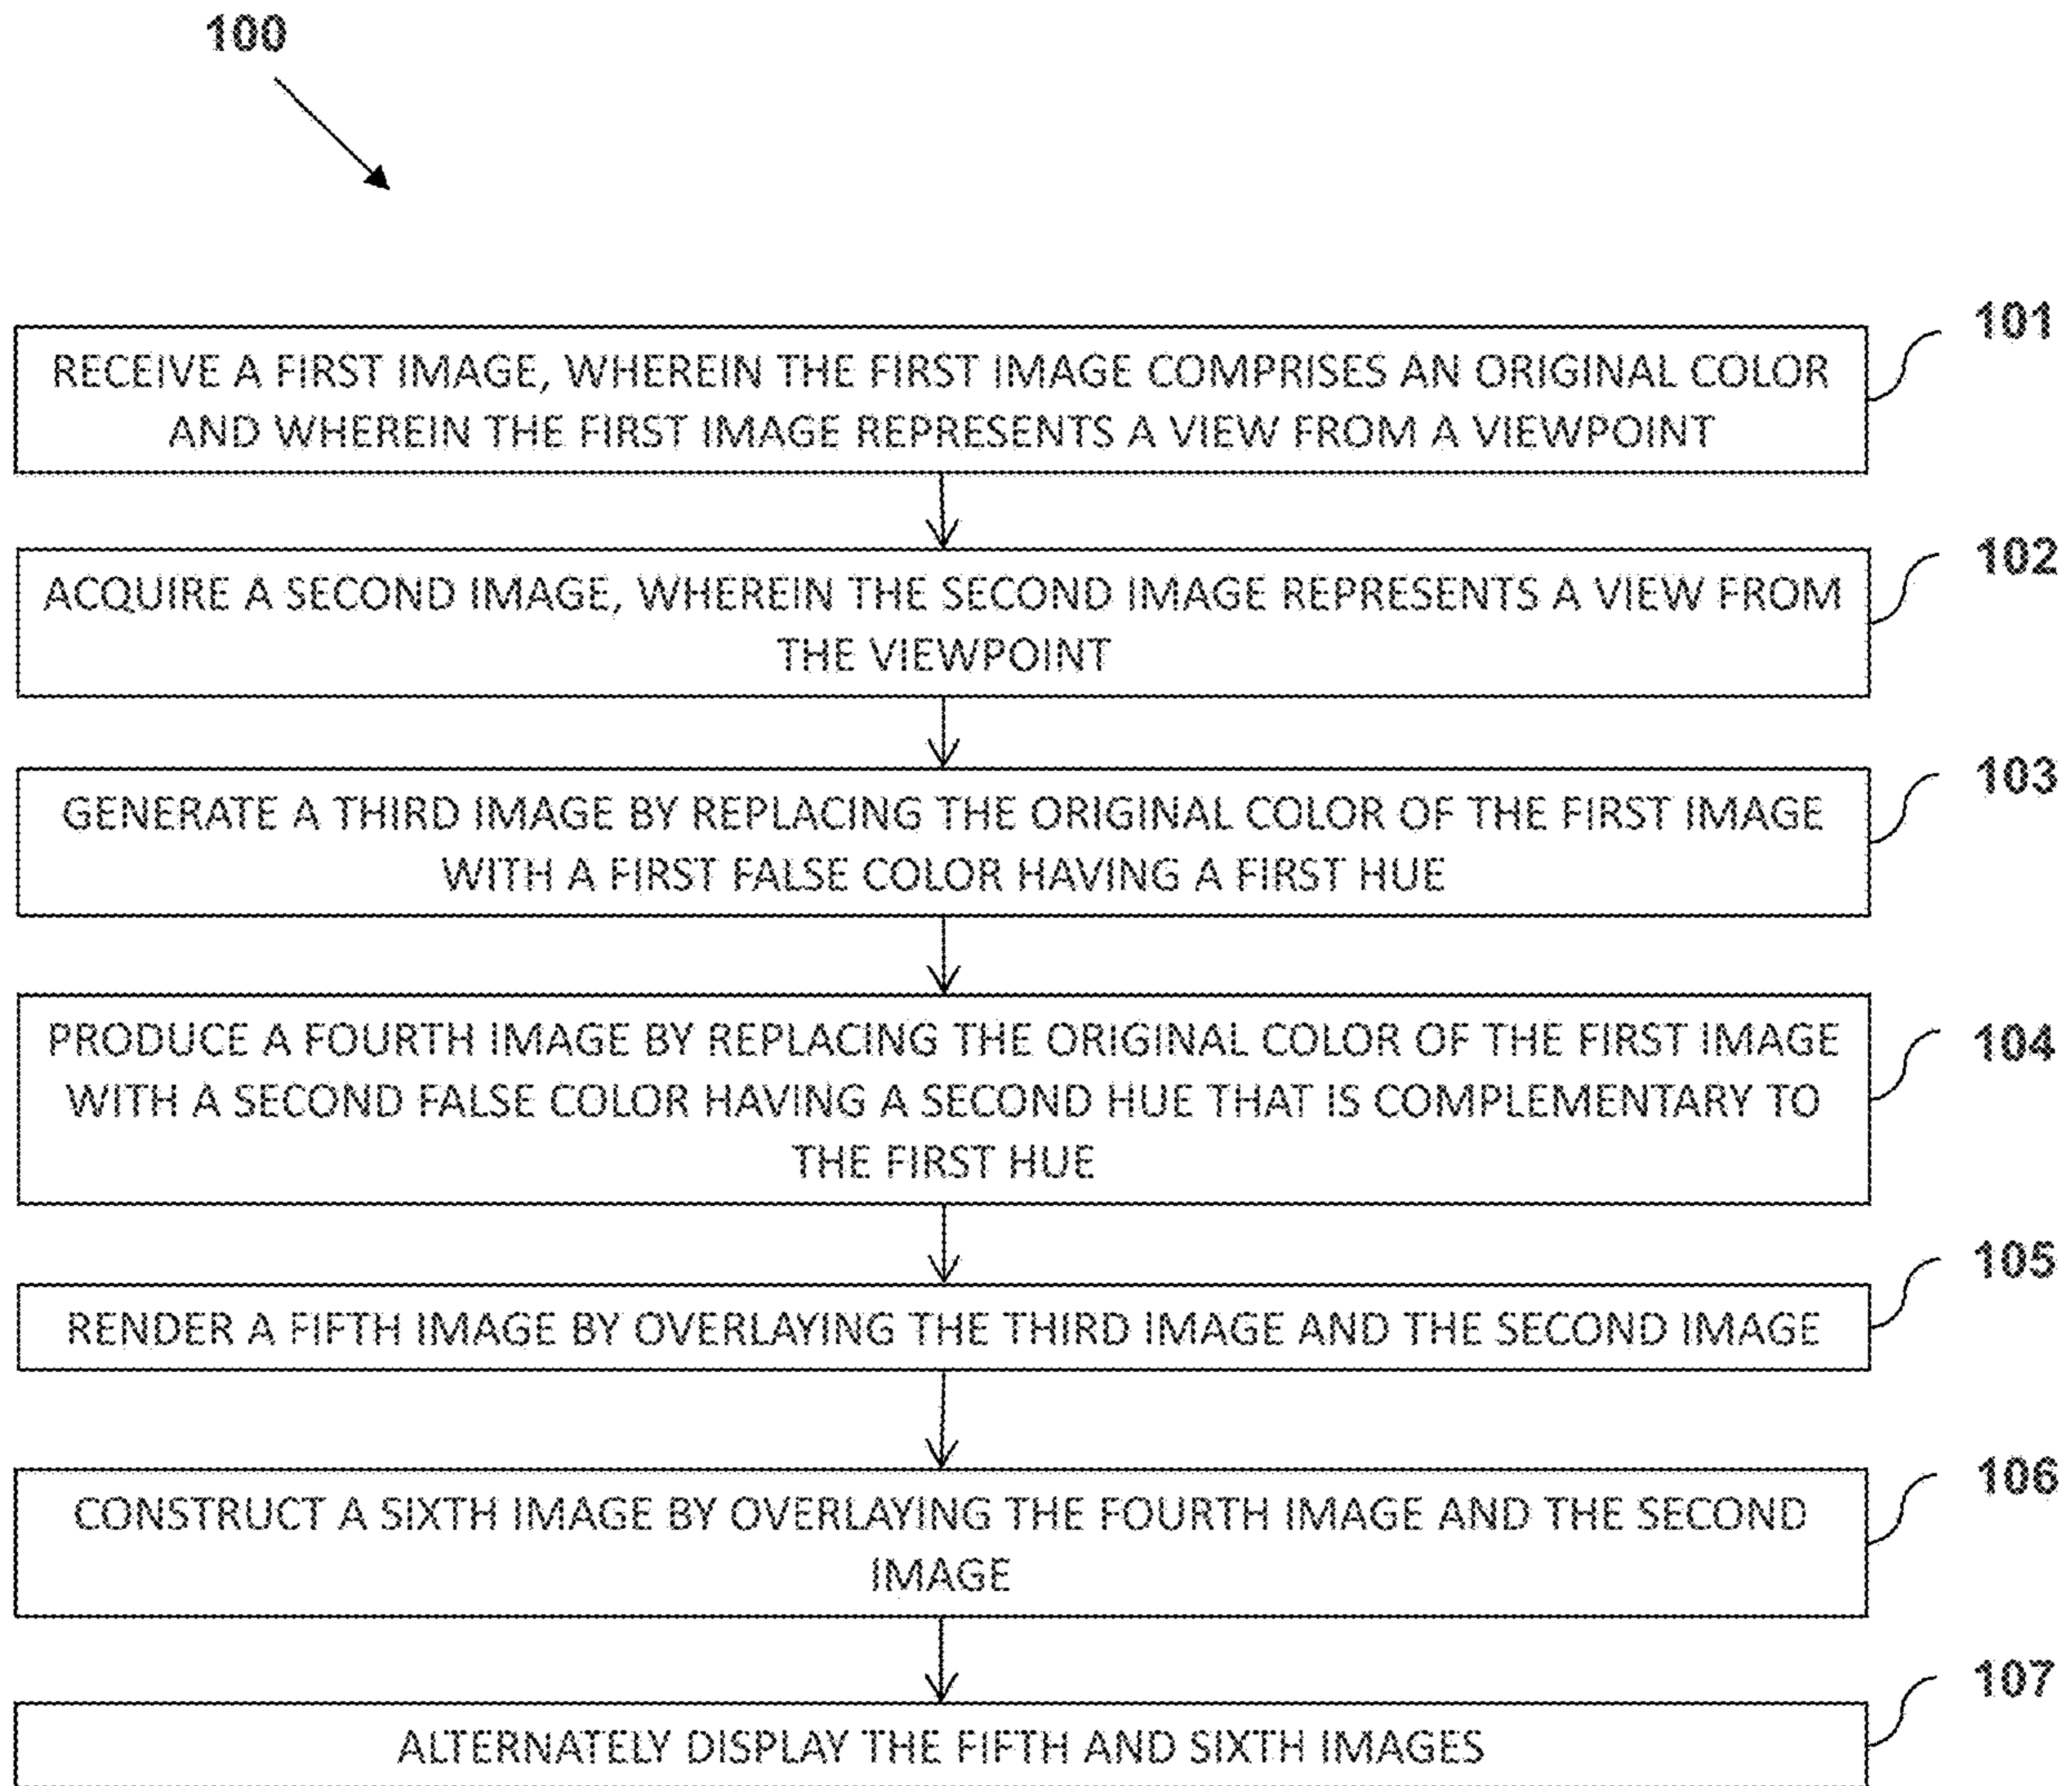 100
101
RECEIVE A FIRST IMAGE, WHEREIN THE FIRST IMAGE COMPRISES AN ORIGINAL COLOR
AND WHEREIN THE FIRST IMAGE REPRESENTS A VIEW FROM A VIEWPOINT
102
ACQUIRE A SECOND IMAGE, WHEREIN THE SECOND IMAGE REPRESENTS A VIEW FROM
THE VIEWPOINT
103
GENERATE A THIRD IMAGE BY REPLACING THE ORIGINAL COLOR OF THE FIRST IMAGE
WITH A FIRST FALSE COLOR HAVING A FIRST HUE
104
PRODUCE A FOURTH IMAGE BY REPLACING THE ORIGINAL COLOR OF THE FIRST IMAGE
WITH A SECOND FALSE COLOR HAVING A SECOND HUE THAT IS COMPLEMENTARY TO
THE FIRST HUE
105
RENDER A FIFTH IMAGE BY OVERLAYING THE THIRD IMAGE AND THE SECOND IMAGE
106
CONSTRUCT A SIXTH IMAGE BY OVERLAYING THE FOURTH IMAGE AND THE SECOND
IMAGE
107
ALTERNATELY DISPLAY THE FIFTH AND SIXTH IMAGES